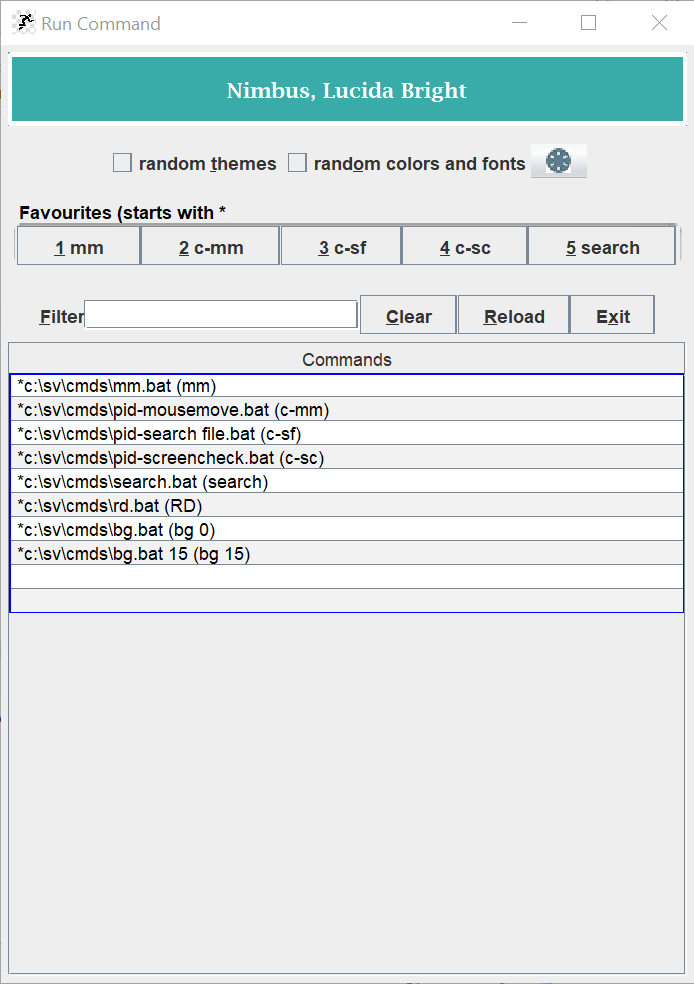 Run Command
Nimbus, Lucida Bright
random themes random colors and fonts
Favourites (starts with *
1 mm 2 c-mm 3 c-sf 4 c-sc 5 search
Filter Clear Reload Exit
Commands
*c:\sv\cmds\mm.bat (mm)
*c:\sv\cmds\pid-mousemove.bat (c-mm)
*c:\sv\cmds\pid-search file.bat (c-sf)
*c:\sv\cmds\pid-screencheck.bat (c-sc)
*c:\sv\cmds\search.bat (search)
*c:\sv\cmds\rd.bat (RD)
*c:\sv\cmds\bg.bat (bg 0)
*c:\sv\cmds\bg.bat 15 (bg 15)